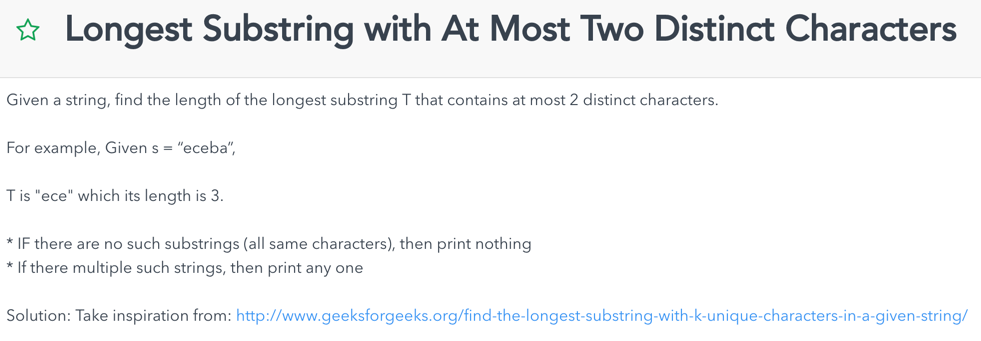 Longest Substring with At Most Two Distinct Characters
Given a string, find the length of the longest substring T that contains at most 2 distinct characters.
For example, Given s = “eceba”,
T is "ece" which its length is 3.
* IF there are no such substrings (all same characters), then print nothing
* If there multiple such strings, then print any one
Solution: Take inspiration from: http://www.geeksforgeeks.org/find-the-longest-substring-with-k-unique-characters-in-a-given-string/